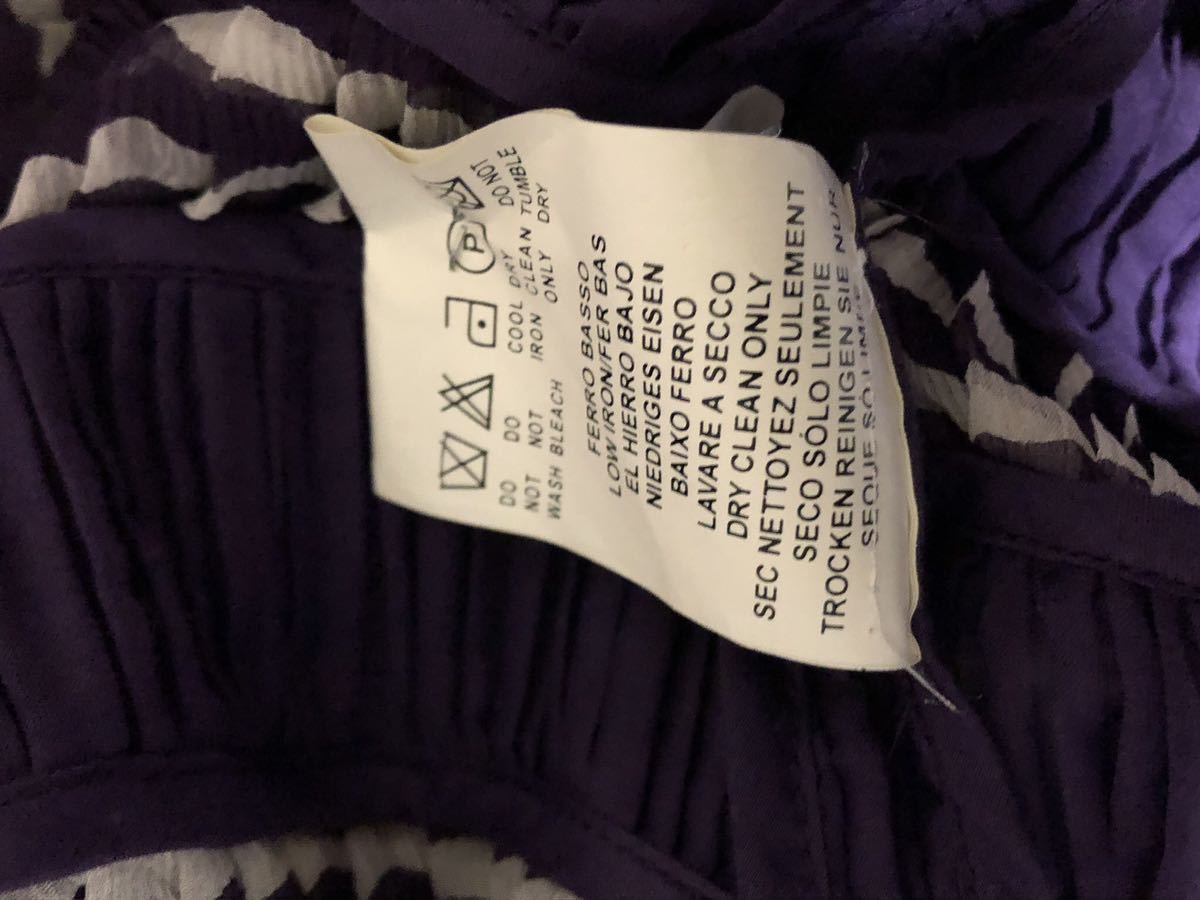 P
DO DO COOL DRY DO NOT
NOT NOT IRON CLEAN TUMBLE
WASH BLEACH ONLY DRY
FERRO BASSO
LOW IRON/FER BAS
EL HIERRO BAJO
NIEDRIGES EISEN
BAIXO FERRO
LAVARE A SECCO
DRY CLEAN ONLY
SEC NETTOYEZ SEULEMENT
SECO SÓLO LIMPIE
TROCKEN REINIGEN SIE NUR
SEQUE SÓ